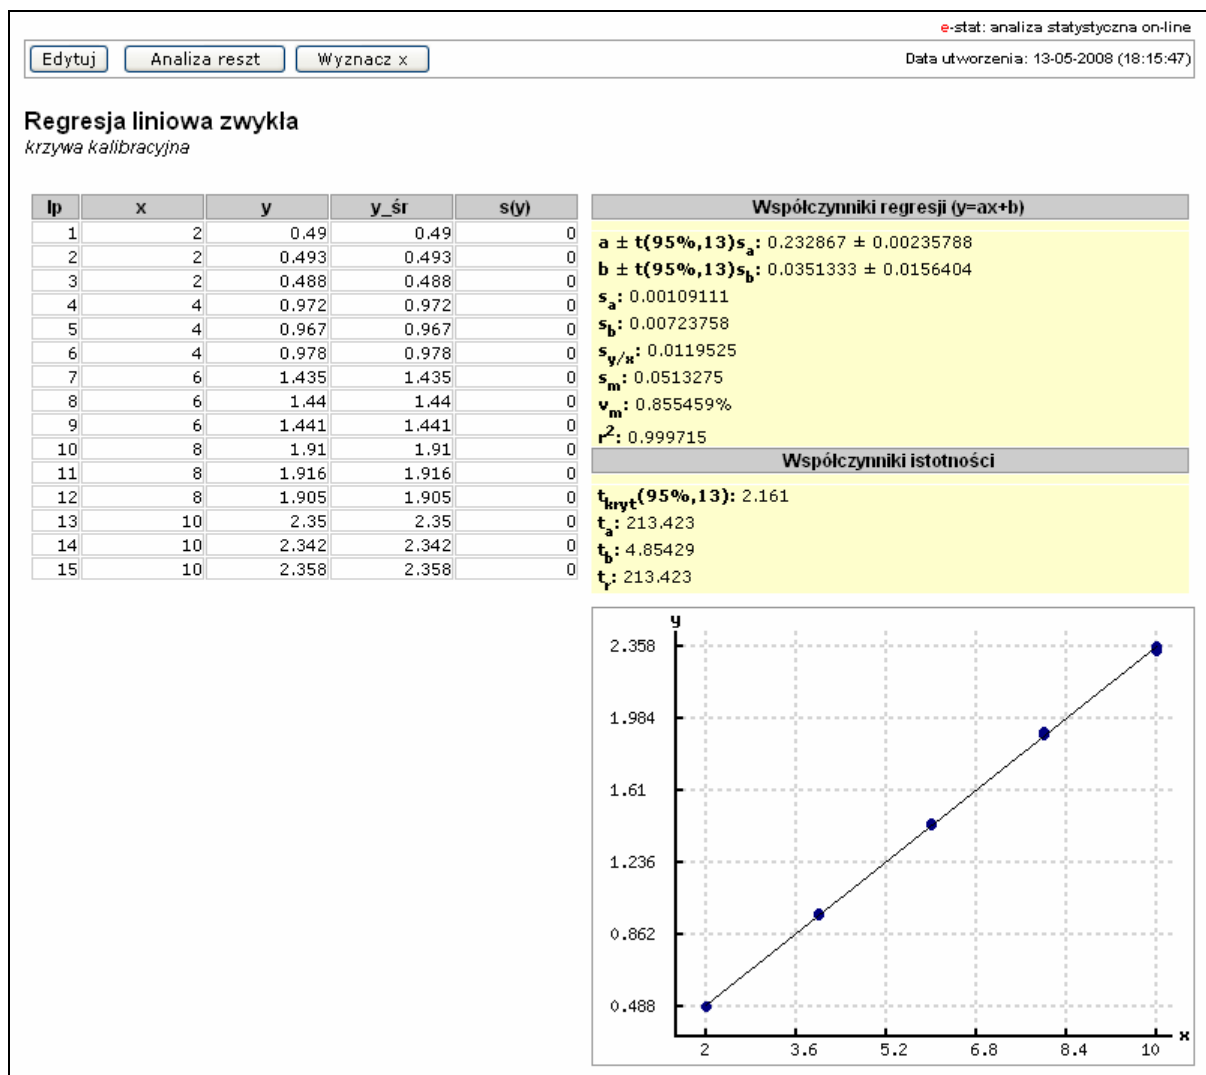 e-stat: analiza statystyczna on-line
Edytuj Analiza reszt Wyznacz x Data utworzenia: 13-05-2008 (18:15:47)
Regresja liniowa zwykła
krzywa kalibracyjna
lp x y y_śr s(y)
1 2 0.49 0.49 0
2 2 0.493 0.493 0
3 2 0.488 0.488 0
4 4 0.972 0.972 0
5 4 0.967 0.967 0
6 4 0.978 0.978 0
7 6 1.435 1.435 0
8 6 1.44 1.44 0
9 6 1.441 1.441 0
10 8 1.91 1.91 0
11 8 1.916 1.916 0
12 8 1.905 1.905 0
13 10 2.35 2.35 0
14 10 2.342 2.342 0
15 10 2.358 2.358 0
Współczynniki regresji (y=ax+b)
a ± t(95%,13)sa: 0.232867 ± 0.00235788
b ± t(95%,13)sb: 0.0351333 ± 0.0156404
sa: 0.00109111
sb: 0.00723758
sy/x: 0.0119525
sm: 0.0513275
vm: 0.855459%
r2: 0.999715
Współczynniki istotności
tkryt(95%,13): 2.161
ta: 213.423
tb: 4.85429
tr: 213.423
y
2.358
1.984
1.61
1.236
0.862
0.488
2 3.6 5.2 6.8 8.4 10 x